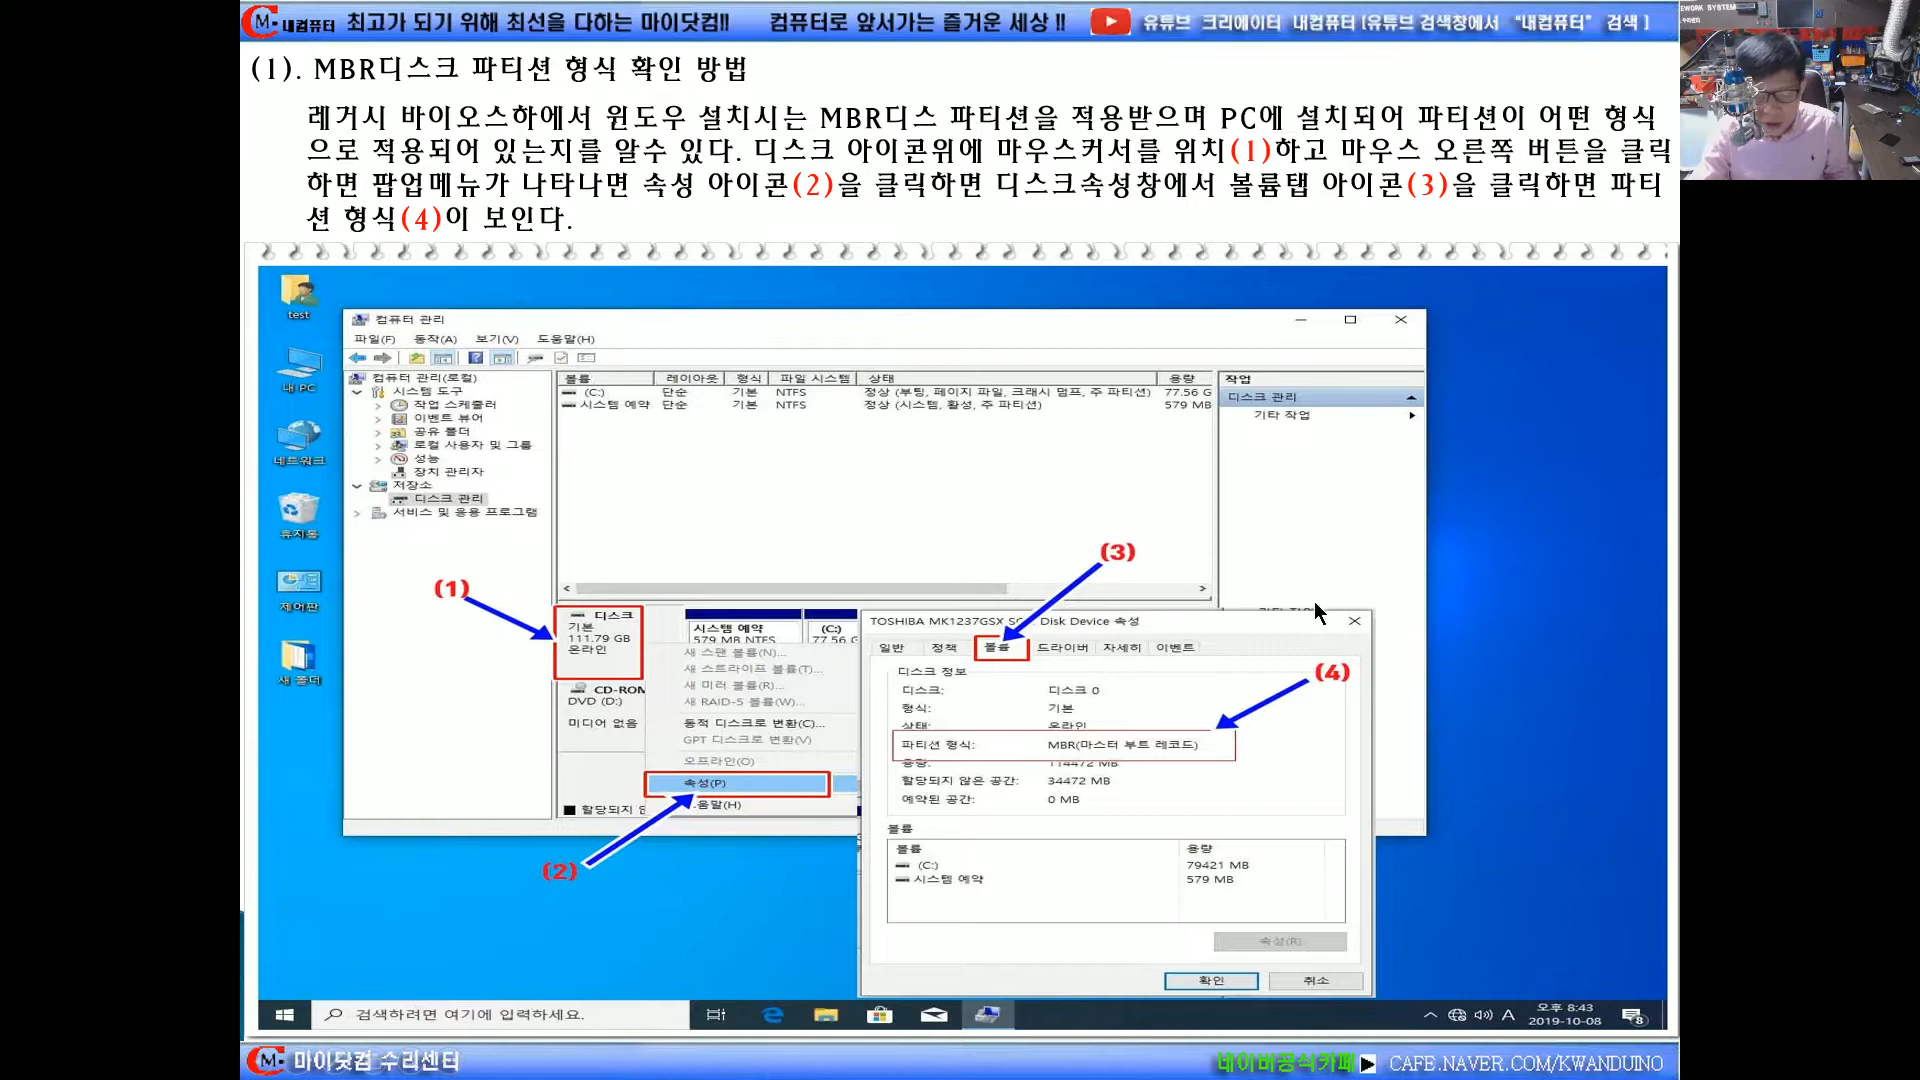 내컴퓨터 최고가 되기 위해 최선을 다하는 마이닷컴!! 컴퓨터로 앞서가는 즐거운 세상 !! 유튜브 크리에이터 내컴퓨터 [유튜브 검색창에서 "내컴퓨터" 검색 ]
EWORK SYSTEM
(1). MBR디스크 파티션 형식 확인 방법
레거시 바이오스하에서 윈도우 설치시는 MBR디스 파티션을 적용받으며 PC에 설치되어 파티션이 어떤 형식
으로 적용되어 있는지를 알수 있다. 디스크 아이콘위에 마우스커서를 위치(1)하고 마우스 오른쪽 버튼을 클릭
하면 팝업메뉴가 나타나면 속성 아이콘(2)을 클릭하면 디스크속성창에서 볼륨탭 아이콘(3)을 클릭하면 파티
션 형식(4)이 보인다.
test
내 PC
네트워크
휴지통
제어판
새 폴더
컴퓨터 관리
파일(F) 동작(A) 보기(V) 도움말(H)
컴퓨터 관리(로컬)
시스템 도구
작업 스케줄러
이벤트 뷰어
공유 폴더
로컬 사용자 및 그룹
성능
장치 관리자
저장소
디스크 관리
서비스 및 응용 프로그램
볼륨 레이아웃 형식 파일 시스템 상태 용량
(C:) 단순 기본 NTFS 정상 (부팅, 페이지 파일, 크래시 덤프, 주 파티션) 77.56 G
시스템 예약 단순 기본 NTFS 정상 (시스템, 활성, 주 파티션) 579 MB
작업
디스크 관리
기타 작업
(1)
(3)
디스크
기본
111.79 GB
온라인
시스템 예약
579 MB NTFS
(C:)
77.56 G
CD-ROM
DVD (D:)
미디어 없음
할당되지
새 스팬 볼륨(N)...
새 스트라이프 볼륨(T)...
새 미러 볼륨(R)...
새 RAID-5 볼륨(W)...
동적 디스크로 변환(C)...
GPT 디스크로 변환(V)
오프라인(O)
속성(P)
움말(H)
(2)
TOSHIBA MK1237GSX SC Disk Device 속성
일반 정책 볼륨 드라이버 자세히 이벤트
(4)
디스크 정보
디스크: 디스크 0
형식: 기본
상태: 온라인
파티션 형식: MBR(마스터 부트 레코드)
용량: 114472 MB
할당되지 않은 공간: 34472 MB
예약된 공간: 0 MB
볼륨
볼륨 용량
(C:) 79421 MB
시스템 예약 579 MB
속성(R)
확인 취소
검색하려면 여기에 입력하세요.
A
오후 8:43
2019-10-08
8
마이닷컴 수리센터
네이버공식카페 ▶ CAFE.NAVER.COM/KWANDUINO